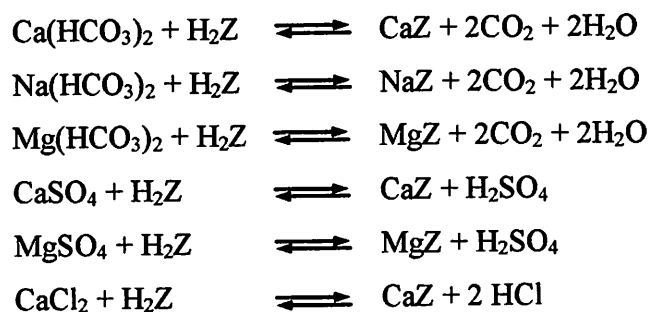 Ca(HCO₃)₂ + H₂Z ⇌ CaZ + 2CO₂ + 2H₂O
Na(HCO₃)₂ + H₂Z ⇌ NaZ + 2CO₂ + 2H₂O
Mg(HCO₃)₂ + H₂Z ⇌ MgZ + 2CO₂ + 2H₂O
CaSO₄ + H₂Z ⇌ CaZ + H₂SO₄
MgSO₄ + H₂Z ⇌ MgZ + H₂SO₄
CaCl₂ + H₂Z ⇌ CaZ + 2 HCl